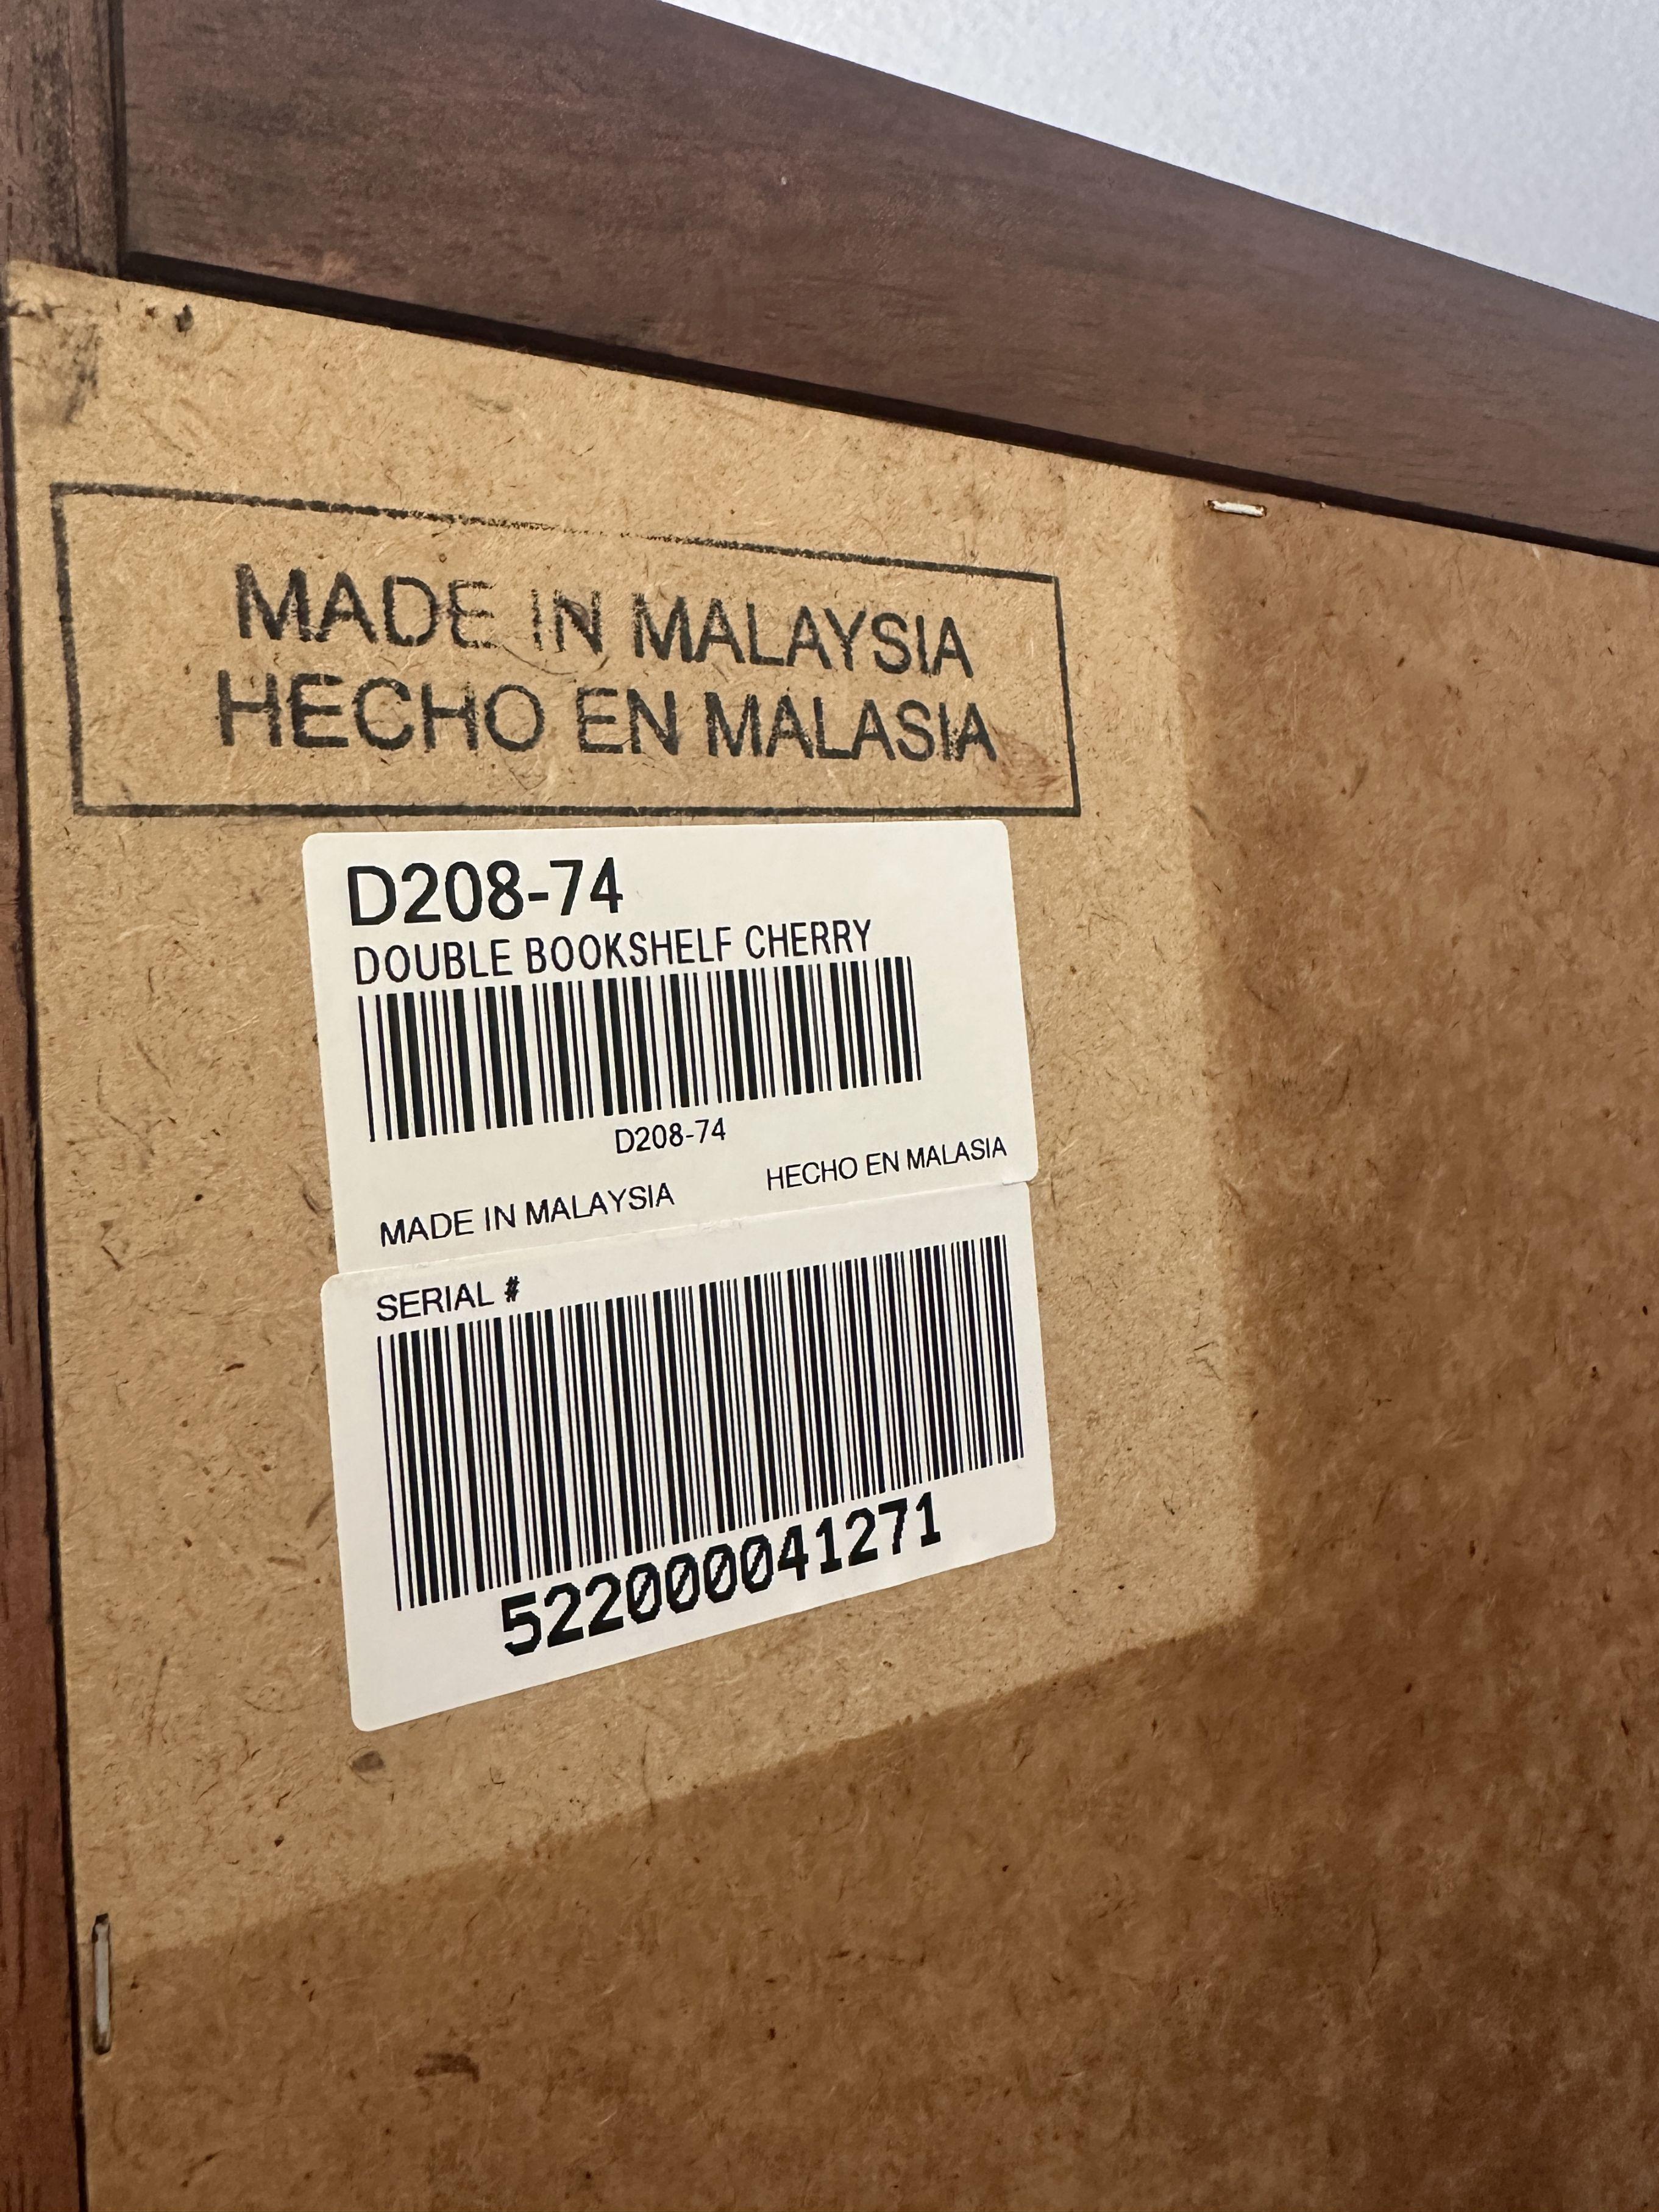 MADE IN MALAYSIA
HECHO EN MALASIA
D208-74
DOUBLE BOOKSHELF CHERRY
D208-74
MADE IN MALAYSIA HECHO EN MALASIA
SERIAL #
522000041271